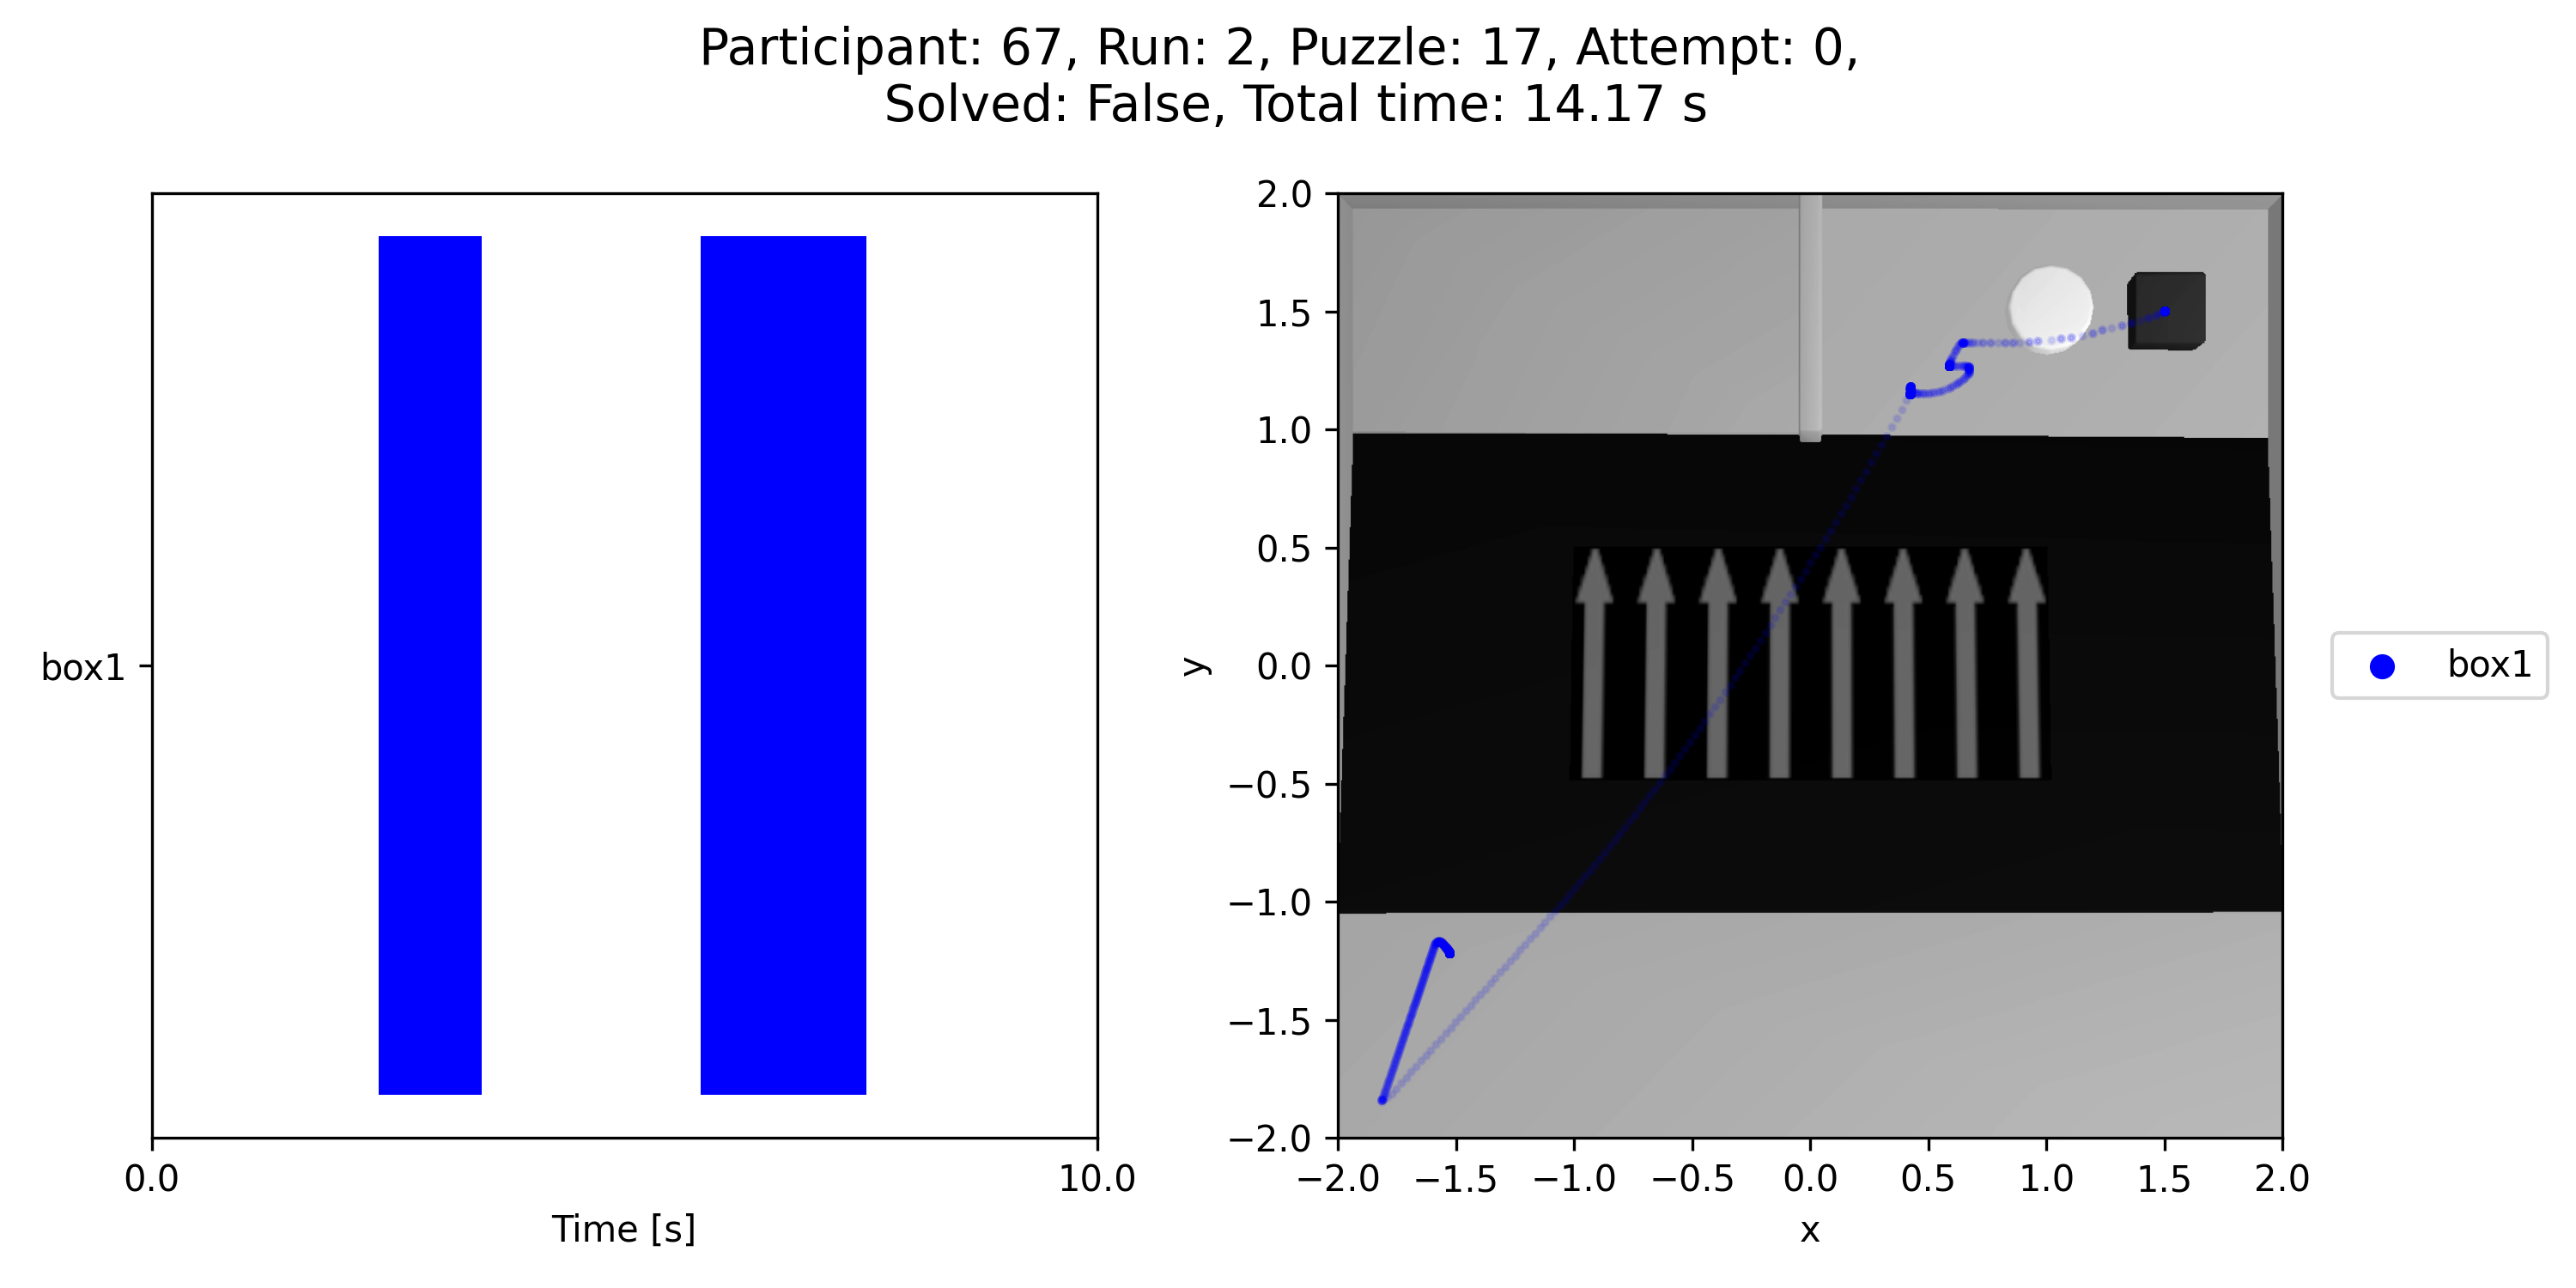 Participant: 67, Run: 2, Puzzle: 17, Attempt: 0,
Solved: False, Total time: 14.17 s
box1
0.0
10.0
Time [s]
y
2.0
1.5
1.0
0.5
0.0
−0.5
−1.0
−1.5
−2.0
−2.0
−1.5
−1.0
−0.5
0.0
0.5
1.0
1.5
2.0
x
box1